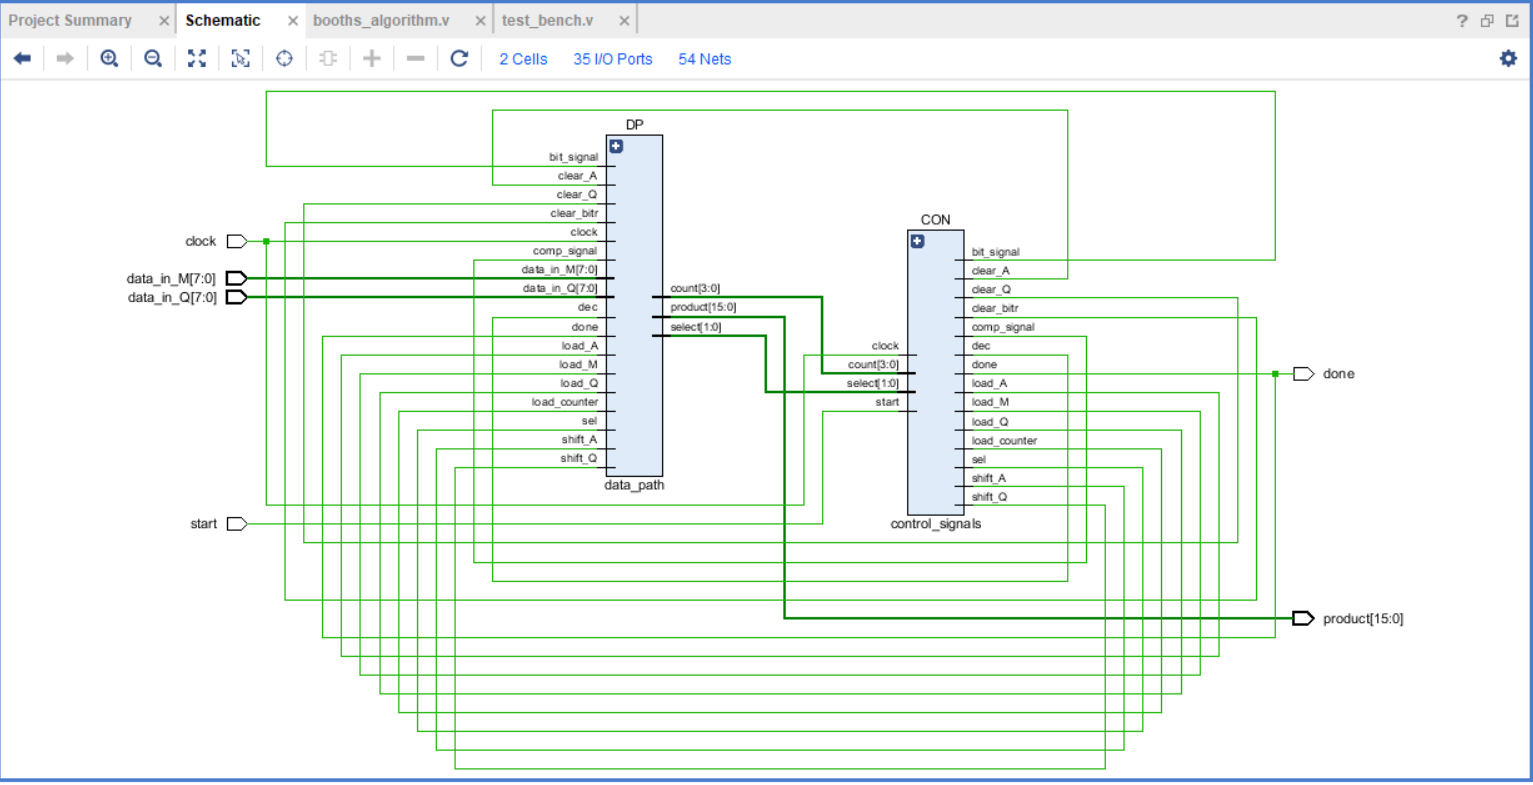 Project Summary × Schematic × booths_algorithm.v × test_bench.v ×
2 Cells 35 I/O Ports 54 Nets
DP
bit_signal
clear_A
clear_Q
clear_bitr
clock
comp_signal
data_in_M[7:0]
data_in_Q[7:0]
dec
done
load_A
load_M
load_Q
load_counter
sel
shift_A
shift_Q
count[3:0]
product[15:0]
select[1:0]
data_path
clock
data_in_M[7:0]
data_in_Q[7:0]
start
CON
clock
count[3:0]
select[1:0]
start
bit_signal
clear_A
clear_Q
clear_bitr
comp_signal
dec
done
load_A
load_M
load_Q
load_counter
sel
shift_A
shift_Q
control_signals
done
product[15:0]